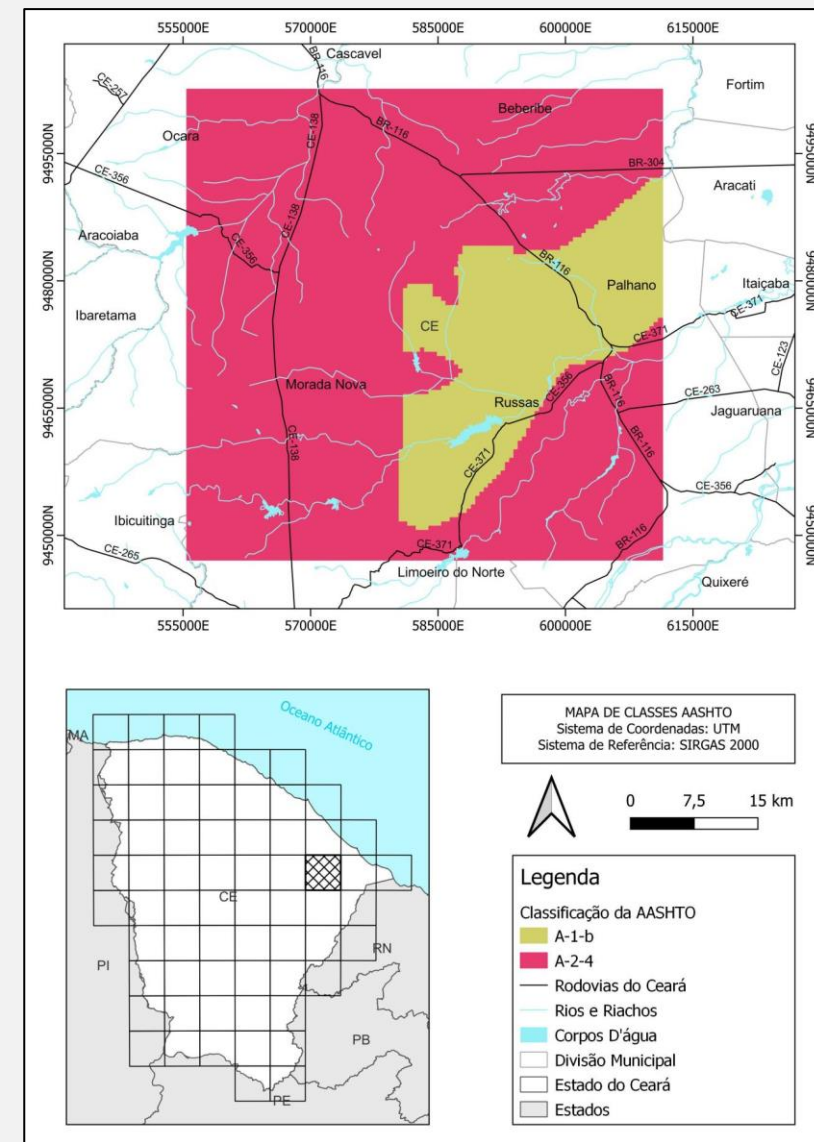 555000E 570000E 585000E 600000E 615000E
Cascavel
BR-116
Fortim
CE-257
Beberibe
CE-138
Ocara
BR-116
9495000N 9495000N
BR-304
CE-356
Aracati
CE-138
Aracoiaba
CE-356
BR-116
9480000N 9480000N
Palhano
Itaiçaba
CE-371
Ibaretama
CE
CE-371
CE-123
Morada Nova
CE-356
BR-116
CE-263
Russas
9465000N 9465000N
Jaguaruana
CE-138
BR-116
CE-371
CE-356
Ibicuitinga
9450000N 9450000N
CE-265
CE-371
BR-116
Limoeiro do Norte
Quixeré
555000E 570000E 585000E 600000E 615000E
Oceano Atlântico
MA
CE
RN
PI
PB
PE
MAPA DE CLASSES AASHTO
Sistema de Coordenadas: UTM
Sistema de Referência: SIRGAS 2000
0 7,5 15 km
Legenda
Classificação da AASHTO
A-1-b
A-2-4
Rodovias do Ceará
Rios e Riachos
Corpos D'água
Divisão Municipal
Estado do Ceará
Estados